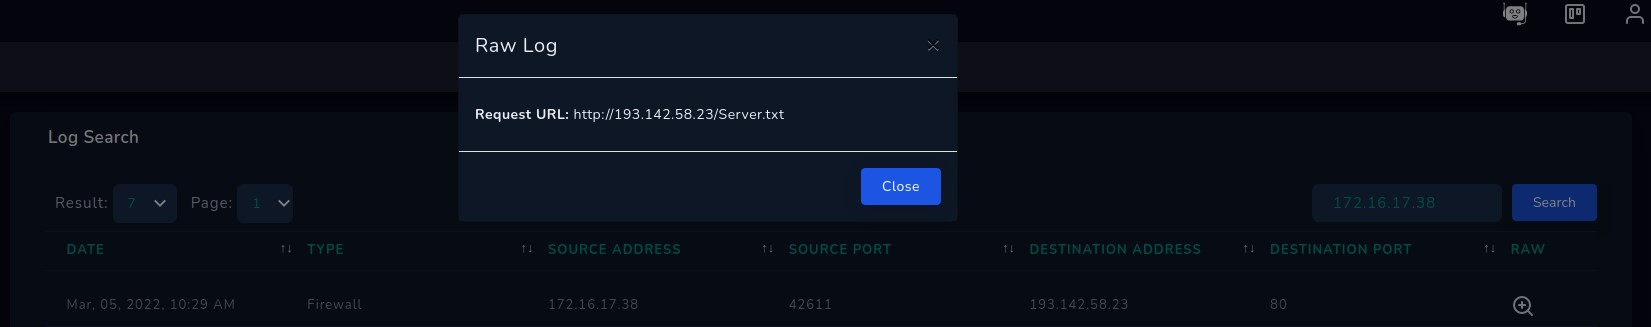 Raw Log
Request URL: http://193.142.58.23/Server.txt
Close
Log Search
Result: 7 Page: 1 172.16.17.38 Search
DATE ↑↓ TYPE ↑↓ SOURCE ADDRESS ↑↓ SOURCE PORT ↑↓ DESTINATION ADDRESS ↑↓ DESTINATION PORT ↑↓ RAW
Mar, 05, 2022, 10:29 AM Firewall 172.16.17.38 42611 193.142.58.23 80